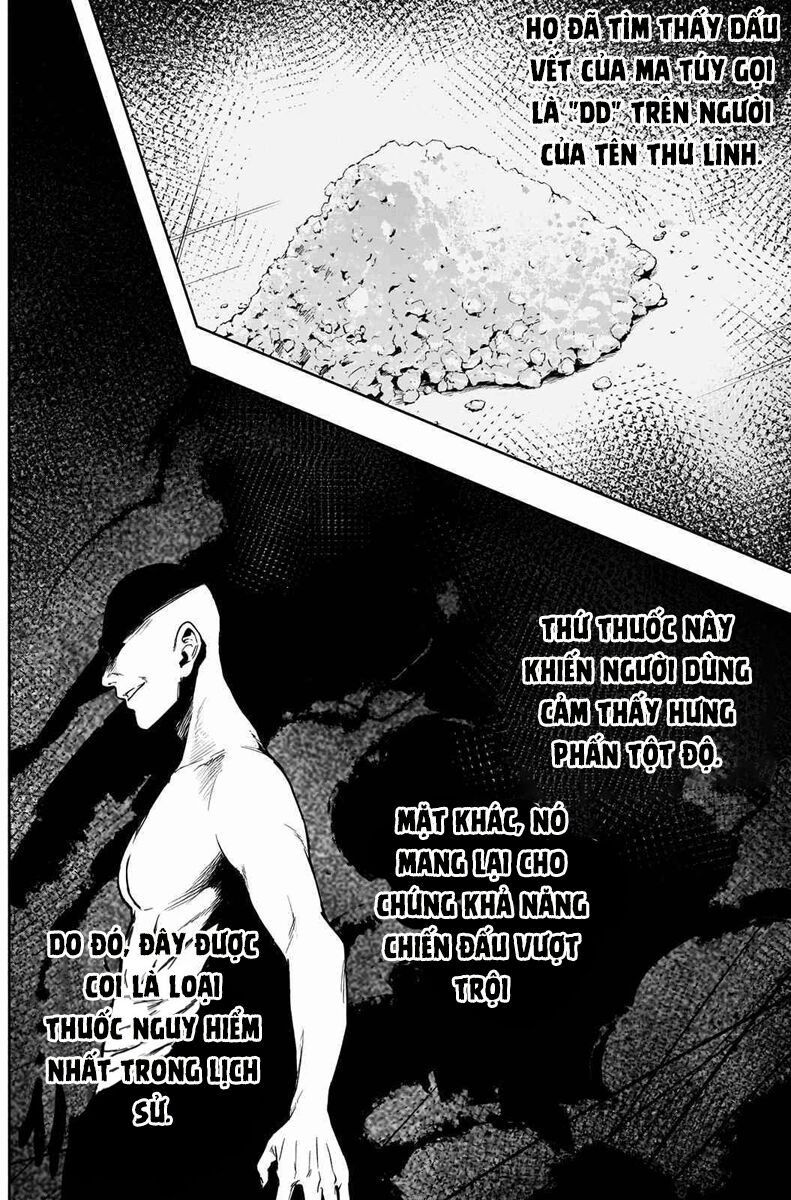 HỌ ĐÃ TÌM THẤY DẤU
VẾT CỦA MA TÚY GỌI
LÀ "DD" TRÊN NGƯỜI
CỦA TÊN THỦ LĨNH.
THỨ THUỐC NÀY
KHIẾN NGƯỜI DÙNG
CẢM THẤY HƯNG
PHẤN TỘT ĐỘ.
MẶT KHÁC, NÓ
MANG LẠI CHO
CHÚNG KHẢ NĂNG
CHIẾN ĐẤU VƯỢT
TRỘI
DO ĐÓ, ĐÂY ĐƯỢC
COI LÀ LOẠI
THUỐC NGUY HIỂM
NHẤT TRONG LỊCH
SỬ.